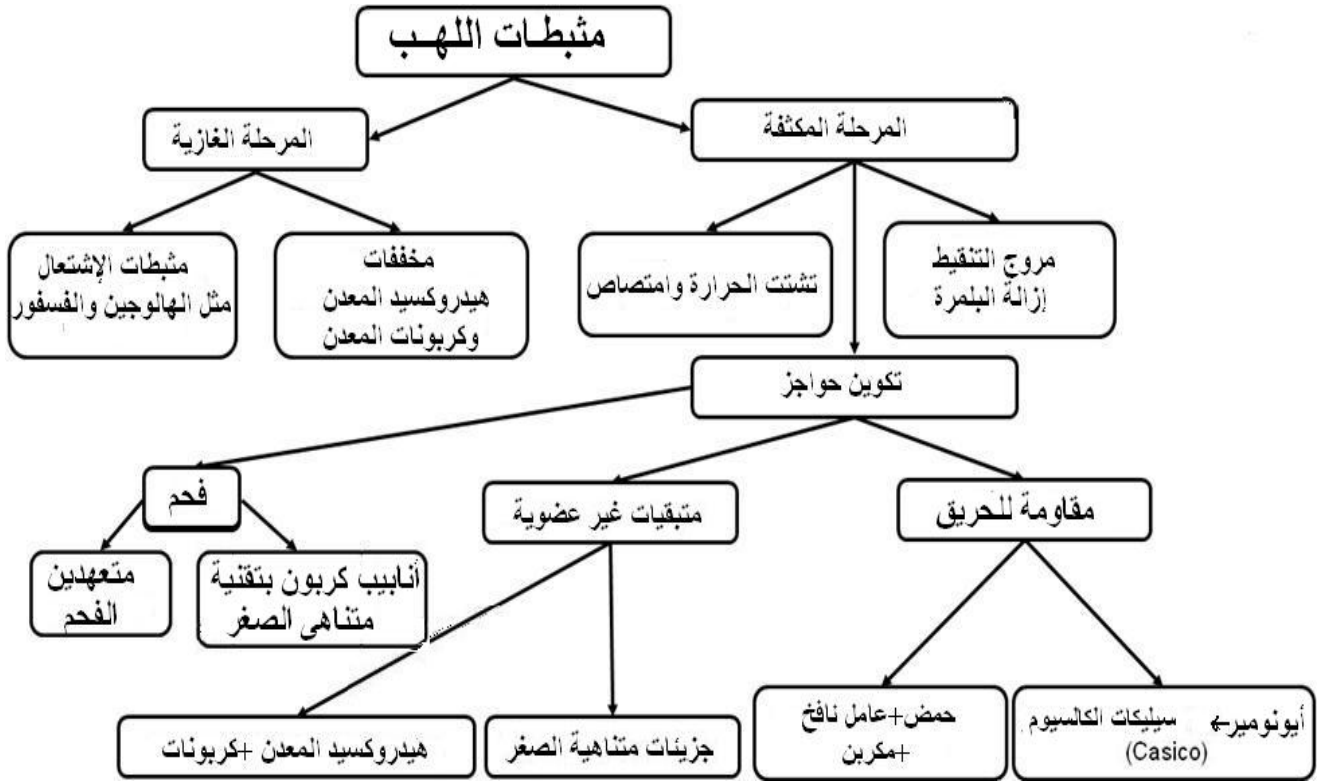 مثبطات اللهب
المرحلة المكثفة
المرحلة الغازية
مروج التنقيط
إزالة البلمرة
تشتت الحرارة وامتصاص
مخففات
هيدروكسيد المعدن
وكربونات المعدن
مثبطات الإشتعال
مثل الهالوجين والفسفور
تكوين حواجز
مقاومة للحريق
متبقيات غير عضوية
فحم
أنابيب كربون بتقنية
متناهى الصغر
متعهدين
الفحم
أيونومير← سيليكات الكالسيوم
(Casico)
حمض+عامل نافخ
+مكربن
جزيئات متناهية الصغر
هيدروكسيد المعدن +كربونات